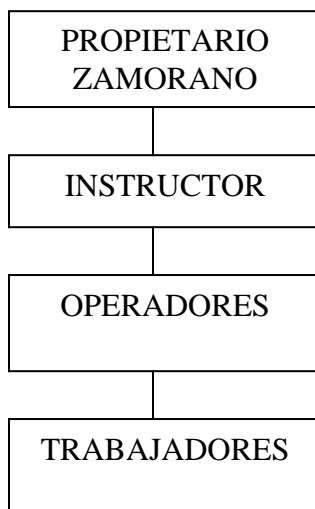 PROPIETARIO
ZAMORANO
INSTRUCTOR
OPERADORES
TRABAJADORES